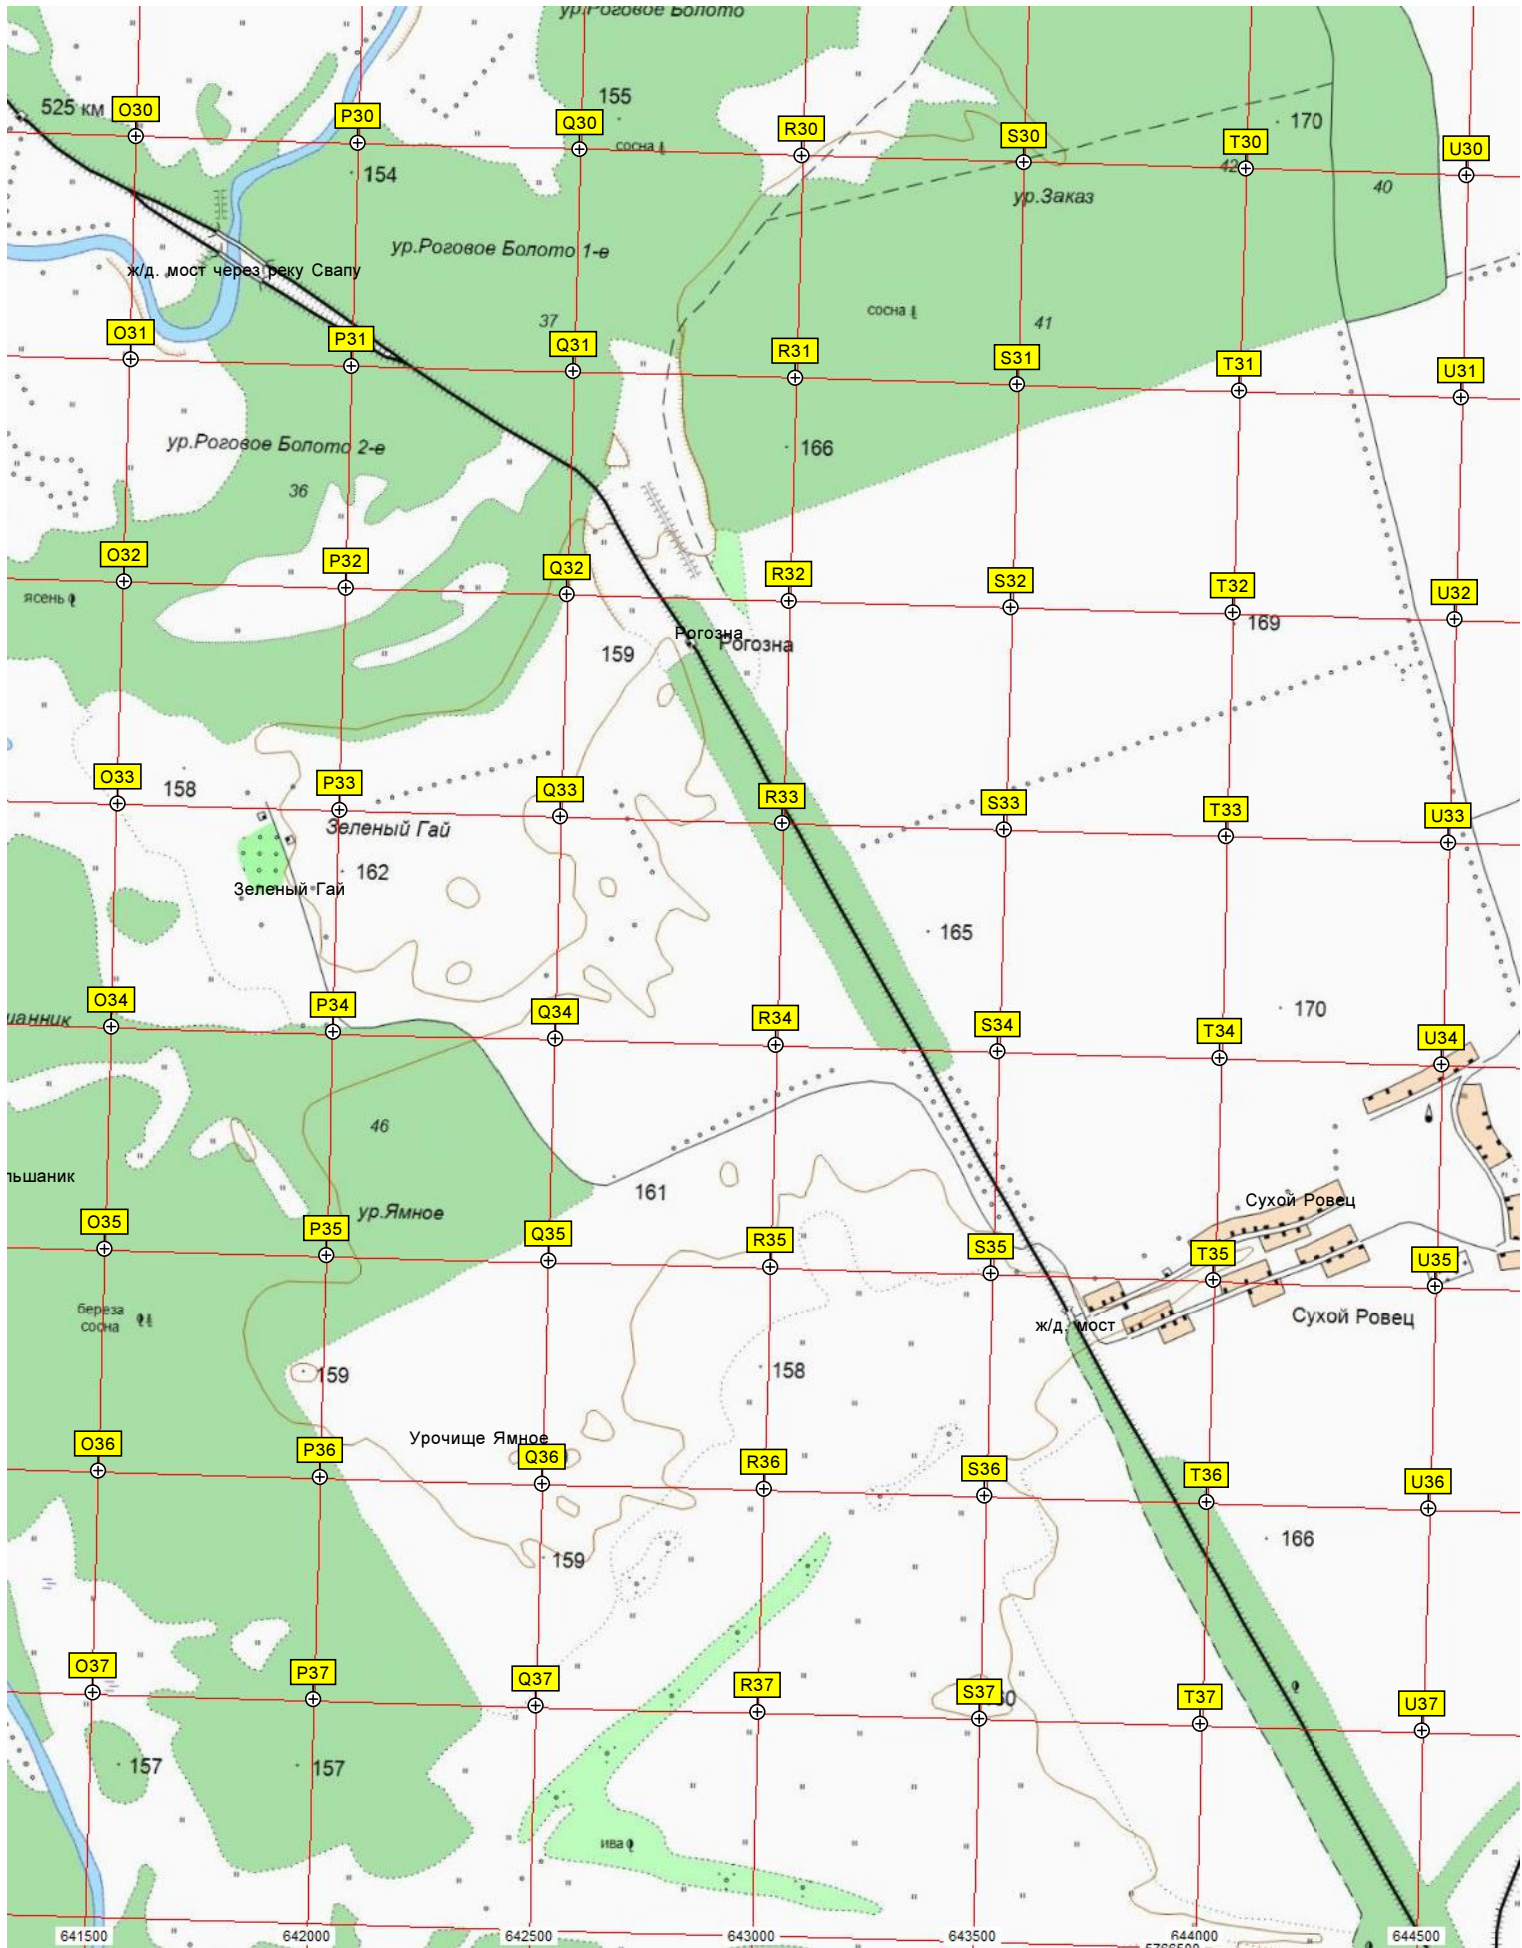 ур.Роговое Болото
525 км
O30
P30
Q30
155
R30
S30
T30
170
U30
сосна
154
42
40
ур.Заказ
ур.Роговое Болото 1-е
ж/д. мост через реку Свапу
сосна
37
41
O31
P31
Q31
R31
S31
T31
U31
ур.Роговое Болото 2-е
166
36
O32
P32
Q32
R32
S32
T32
U32
ясень
169
Рогозна
Рогозна
159
O33
158
P33
Q33
R33
S33
T33
U33
Зеленый Гай
162
Зеленый Гай
165
O34
P34
Q34
R34
S34
T34
170
U34
шанник
46
льшаник
161
Сухой Ровец
ур.Ямное
O35
P35
Q35
R35
S35
T35
U35
береза
сосна
Сухой Ровец
ж/д. мост
159
158
Урочище Ямное
O36
P36
Q36
R36
S36
T36
U36
166
159
O37
P37
Q37
R37
S37
60
T37
U37
157
157
ива
641500
642000
642500
643000
643500
644000
644500
5766500